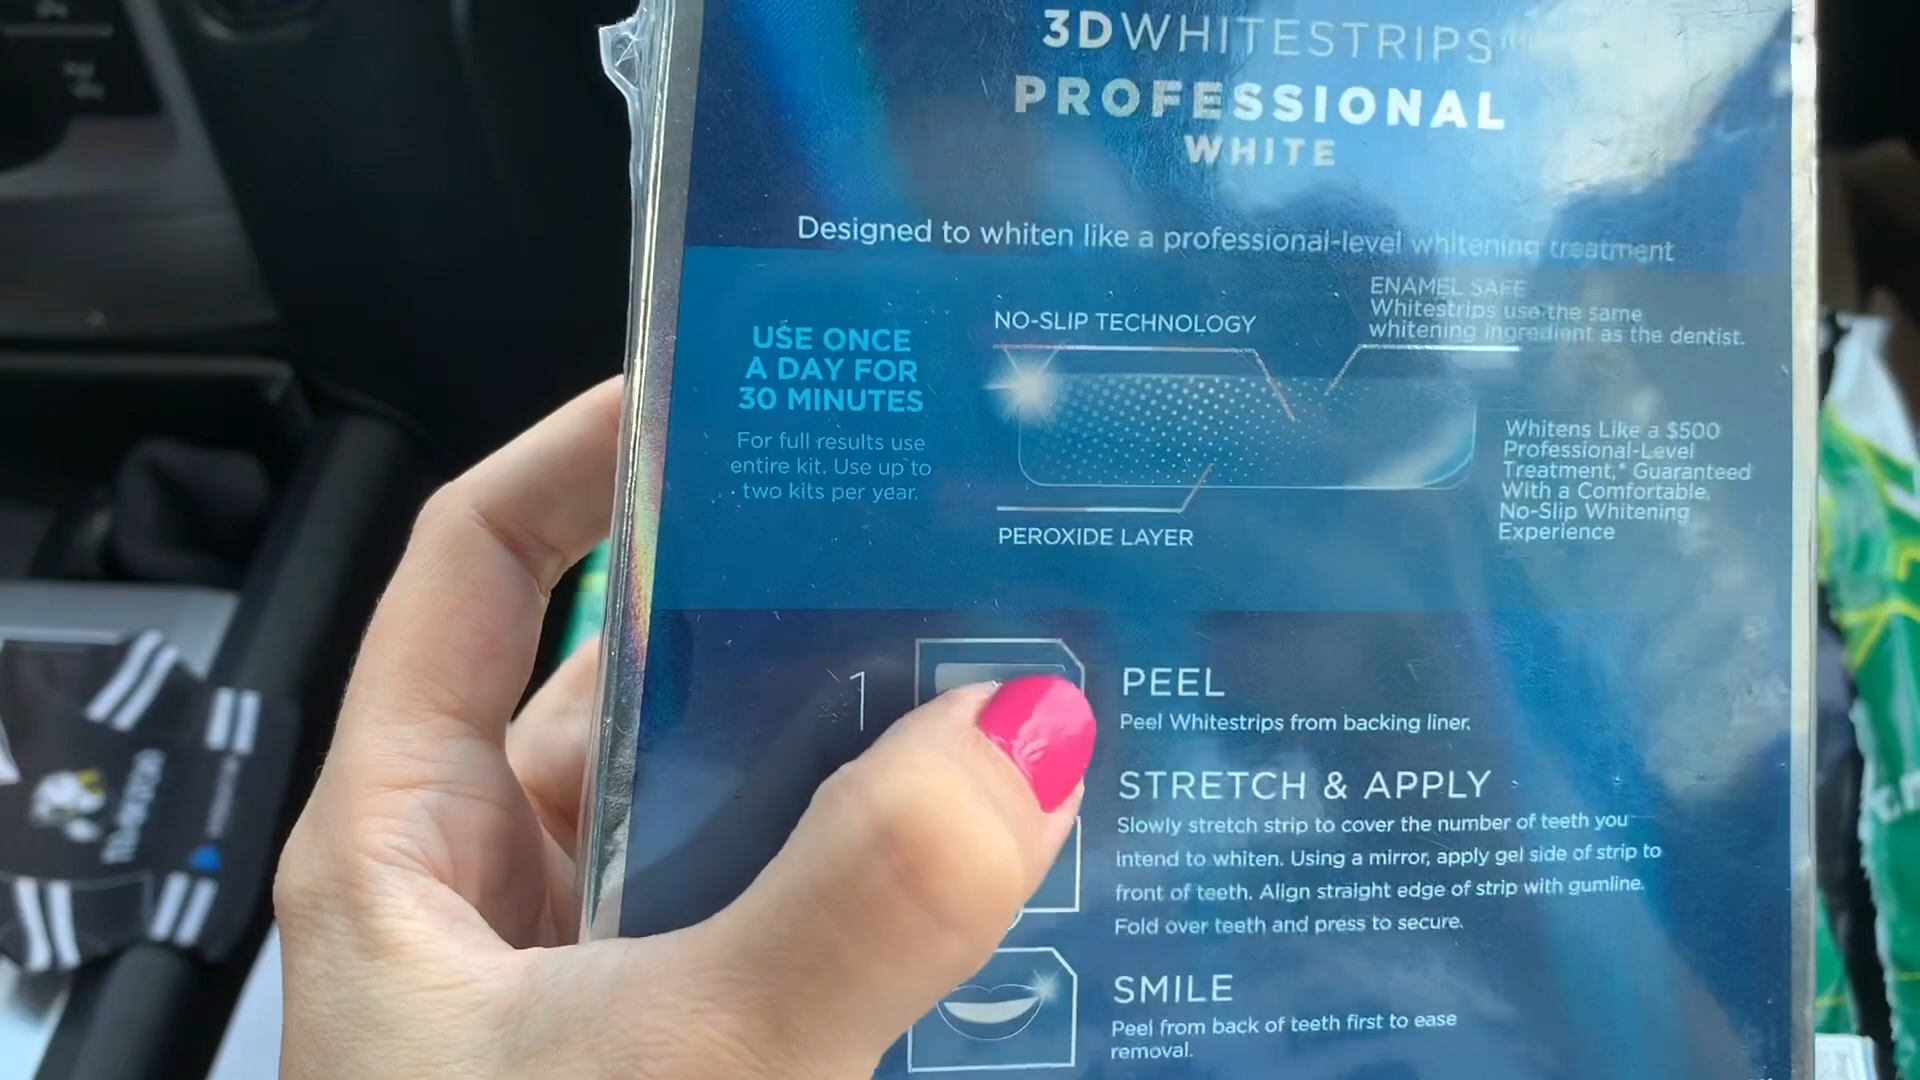 3DWHITESTRIPS
PROFESSIONAL
WHITE
Designed to whiten like a professional-level whitening treatment
USE ONCE
A DAY FOR
30 MINUTES
For full results use
entire kit. Use up to
two kits per year.
NO-SLIP TECHNOLOGY
ENAMEL SAFE
Whitestrips use the same
whitening ingredient as the dentist.
PEROXIDE LAYER
Whitens Like a $500
Professional-Level
Treatment,* Guaranteed
With a Comfortable,
No-Slip Whitening
Experience
1
PEEL
Peel Whitestrips from backing liner.
STRETCH & APPLY
Slowly stretch strip to cover the number of teeth you
intend to whiten. Using a mirror, apply gel side of strip to
front of teeth. Align straight edge of strip with gumline.
Fold over teeth and press to secure.
SMILE
Peel from back of teeth first to ease
removal.